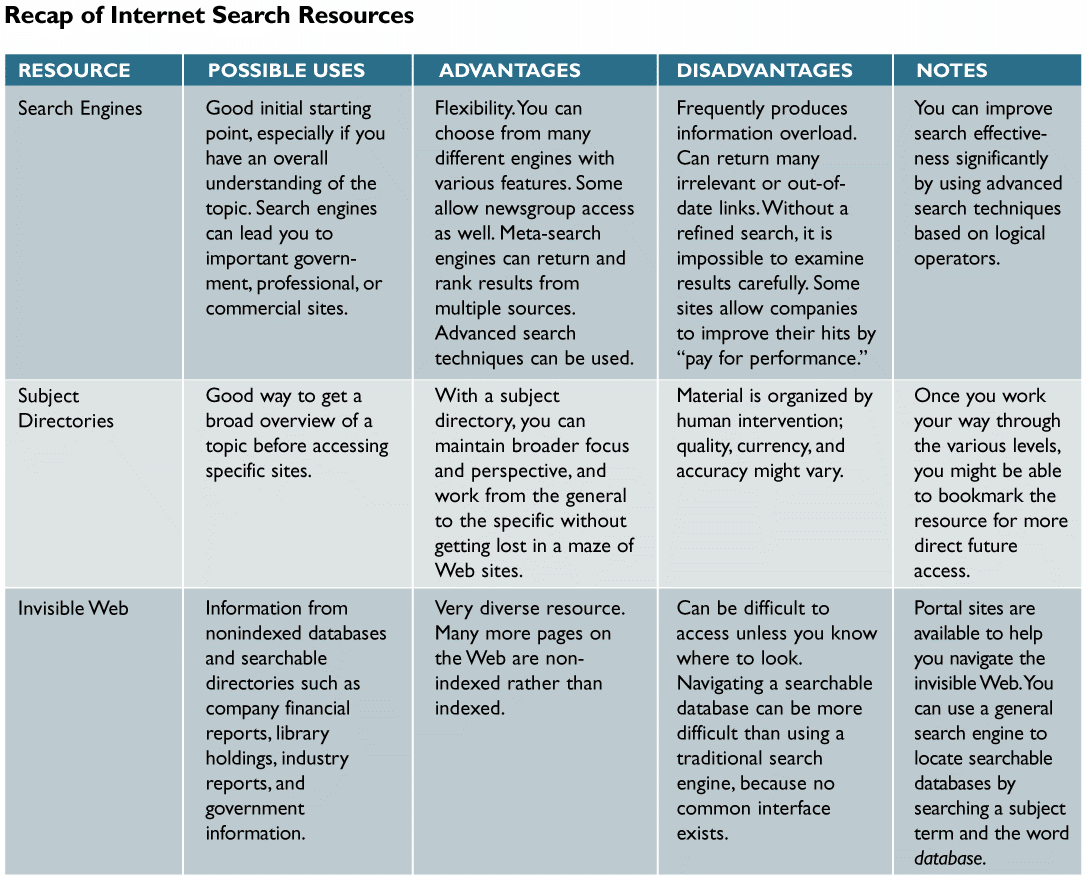 Recap of Internet Search Resources
RESOURCE
POSSIBLE USES
ADVANTAGES
DISADVANTAGES
NOTES
Search Engines
Good initial starting
point, especially if you
have an overall
understanding of the
topic. Search engines
can lead you to
important govern-
ment, professional, or
commercial sites.
Flexibility. You can
choose from many
different engines with
various features. Some
allow newsgroup access
as well. Meta-search
engines can return and
rank results from
multiple sources.
Advanced search
techniques can be used.
Frequently produces
information overload.
Can return many
irrelevant or out-of-
date links. Without a
refined search, it is
impossible to examine
results carefully. Some
sites allow companies
to improve their hits by
“pay for performance.”
You can improve
search effective-
ness significantly
by using advanced
search techniques
based on logical
operators.
Subject
Directories
Good way to get a
broad overview of a
topic before accessing
specific sites.
With a subject
directory, you can
maintain broader focus
and perspective, and
work from the general
to the specific without
getting lost in a maze of
Web sites.
Material is organized by
human intervention;
quality, currency, and
accuracy might vary.
Once you work
your way through
the various levels,
you might be able
to bookmark the
resource for more
direct future
access.
Invisible Web
Information from
nonindexed databases
and searchable
directories such as
company financial
reports, library
holdings, industry
reports, and
government
information.
Very diverse resource.
Many more pages on
the Web are non-
indexed rather than
indexed.
Can be difficult to
access unless you know
where to look.
Navigating a searchable
database can be more
difficult than using a
traditional search
engine, because no
common interface
exists.
Portal sites are
available to help
you navigate the
invisible Web. You
can use a general
search engine to
locate searchable
databases by
searching a subject
term and the word
database.